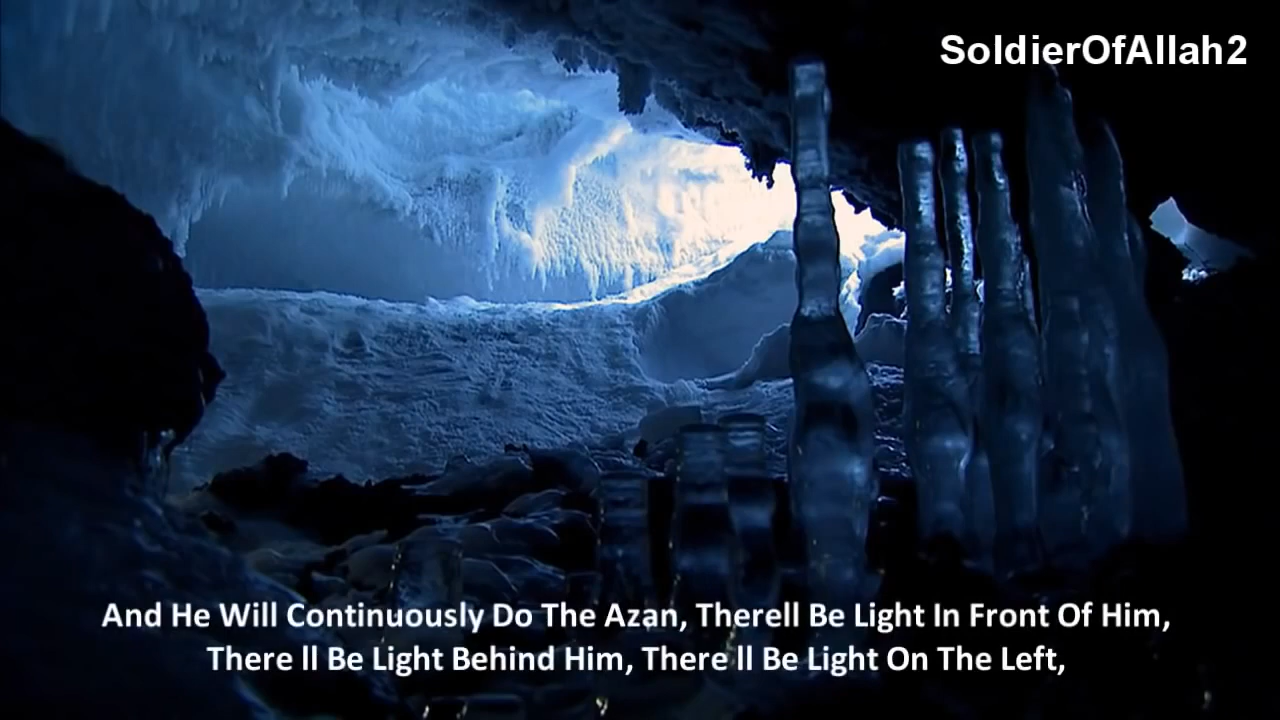 SoldierOfAllah2
And He Will Continuously Do The Azan, Therell Be Light In Front Of Him,
There ll Be Light Behind Him, There ll Be Light On The Left,